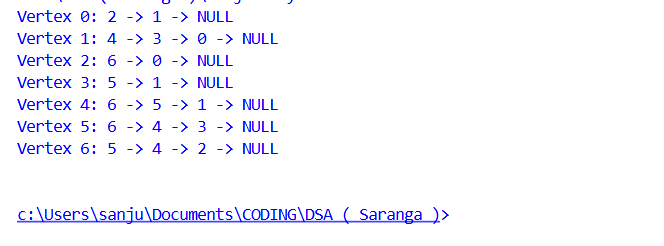 Vertex 0: 2 -> 1 -> NULL
Vertex 1: 4 -> 3 -> 0 -> NULL
Vertex 2: 6 -> 0 -> NULL
Vertex 3: 5 -> 1 -> NULL
Vertex 4: 6 -> 5 -> 1 -> NULL
Vertex 5: 6 -> 4 -> 3 -> NULL
Vertex 6: 5 -> 4 -> 2 -> NULL
c:\Users\sanju\Documents\CODING\DSA ( Saranga )>